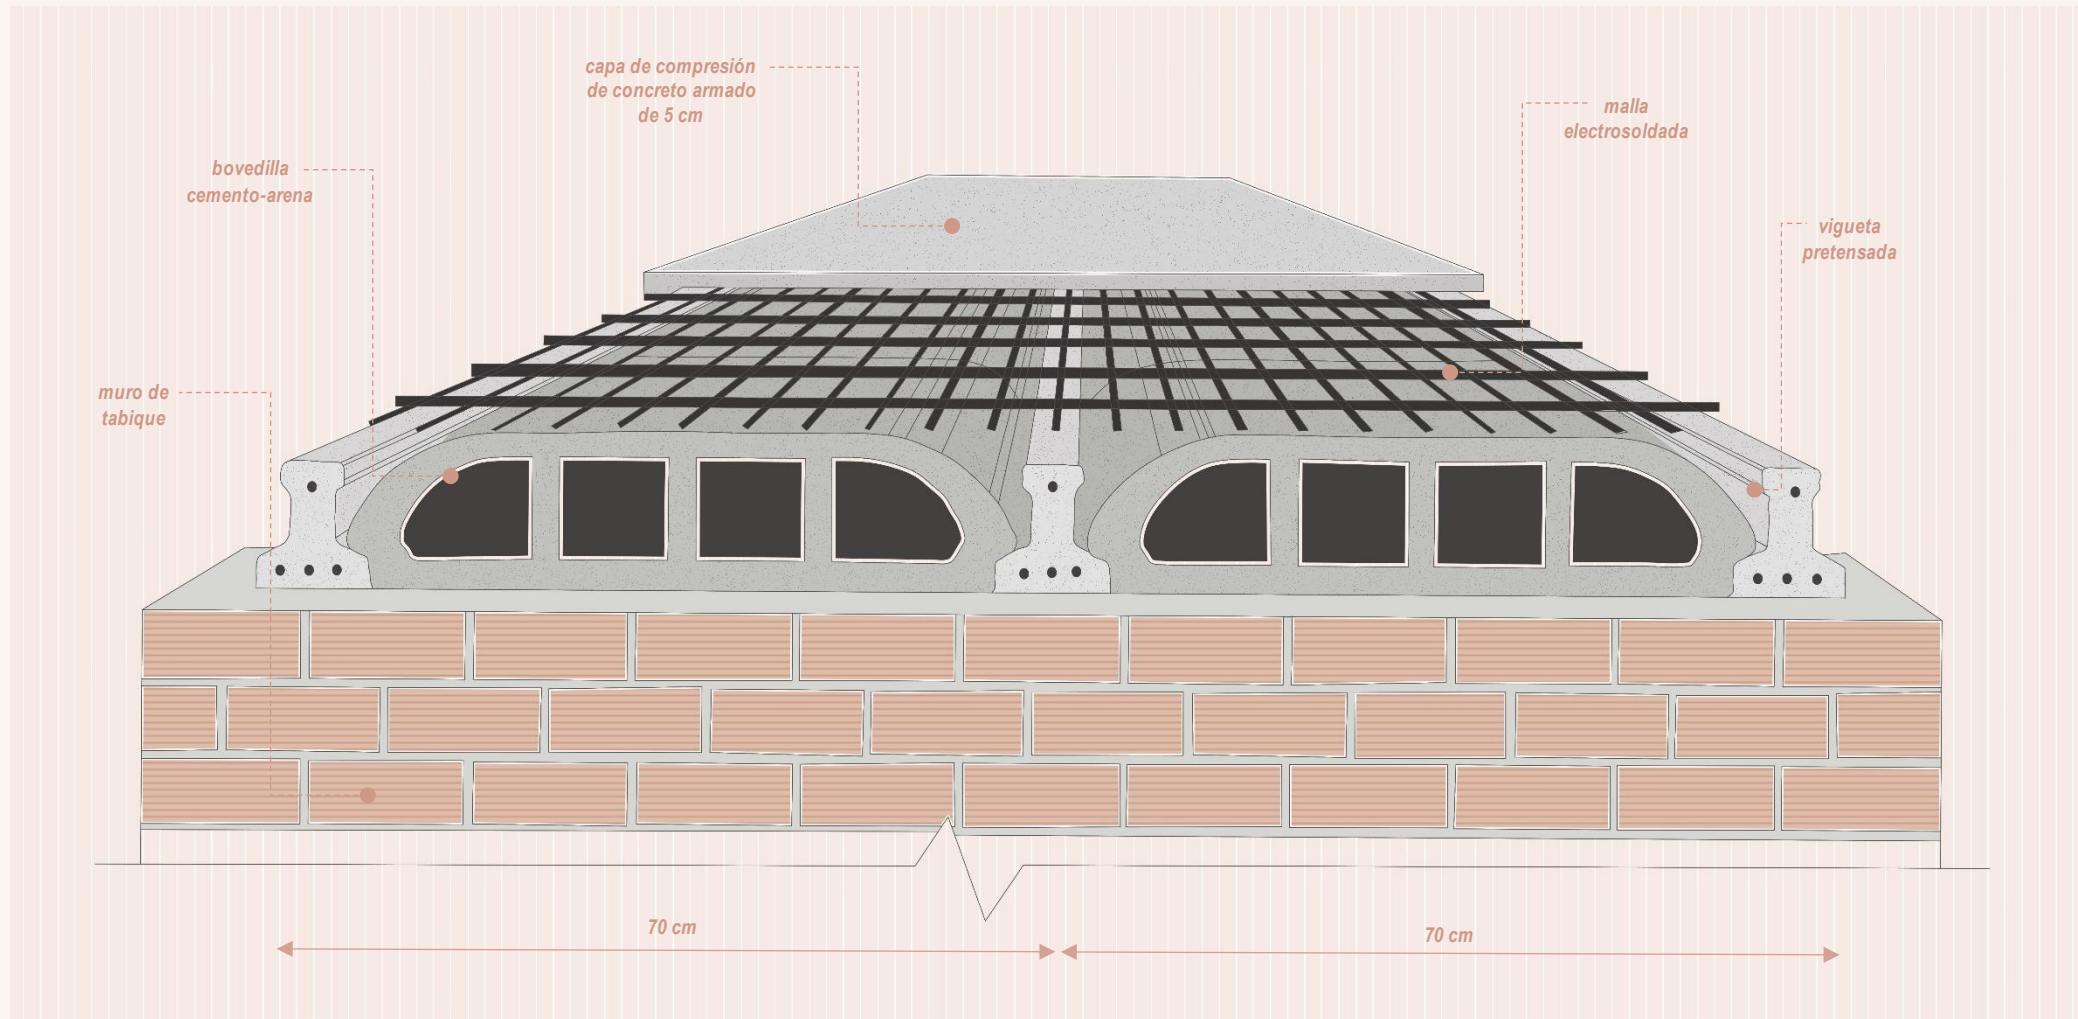 capa de compresión
de concreto armado
de 5 cm
malla
electrosoldada
bovedilla
cemento-arena
vigueta
pretensada
muro de
tabique
70 cm
70 cm